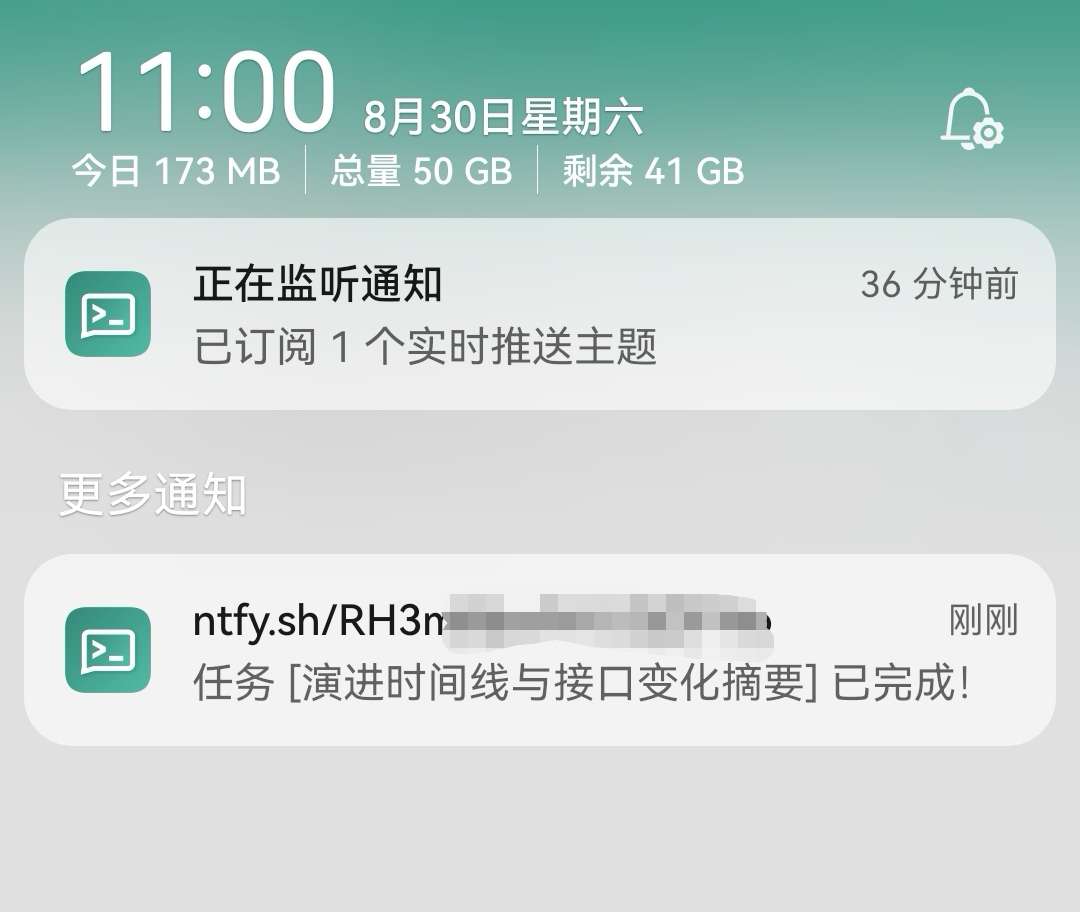 11:00 8月30日星期六
今日 173 MB 总量 50 GB 剩余 41 GB
正在监听通知 36 分钟前
已订阅 1 个实时推送主题
更多通知
ntfy.sh/RH3 刚刚
任务 [演进时间线与接口变化摘要] 已完成!